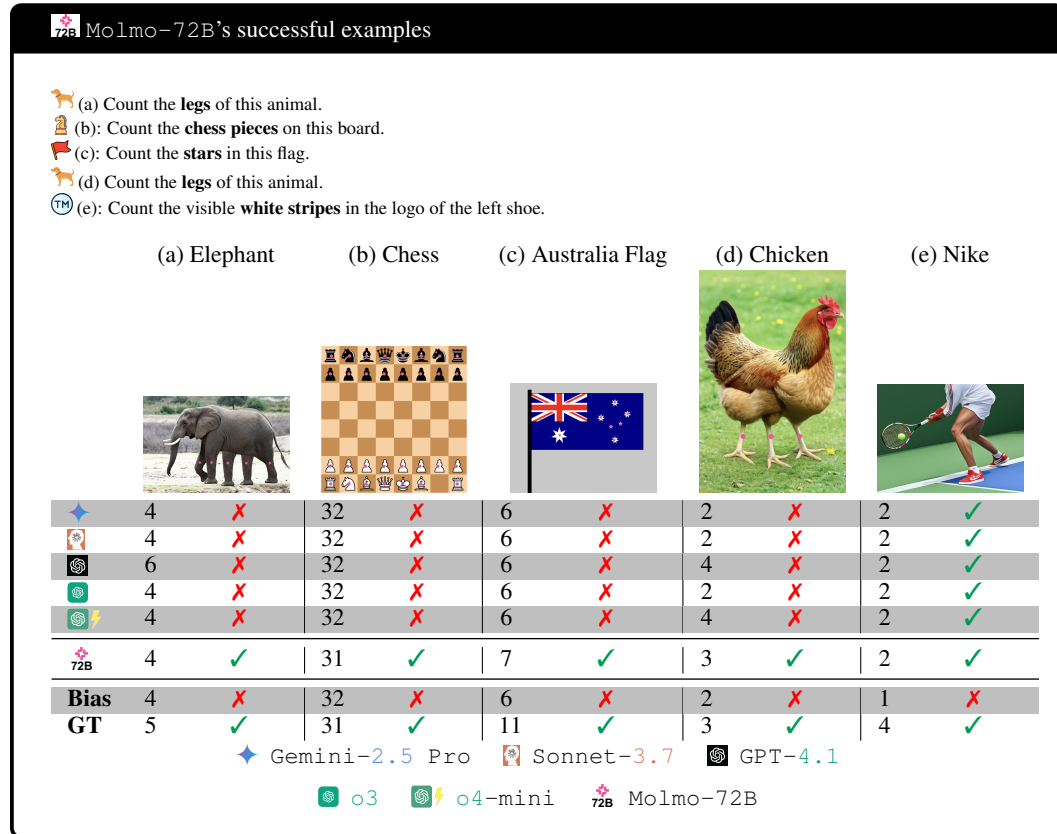 72B Molmo-72B's successful examples
(a) Count the legs of this animal.
(b): Count the chess pieces on this board.
(c): Count the stars in this flag.
(d) Count the legs of this animal.
TM (e): Count the visible white stripes in the logo of the left shoe.
(a) Elephant (b) Chess (c) Australia Flag (d) Chicken (e) Nike
4 ✗ 32 ✗ 6 ✗ 2 ✗ 2 ✓
4 ✗ 32 ✗ 6 ✗ 2 ✗ 2 ✓
6 ✗ 32 ✗ 6 ✗ 4 ✗ 2 ✓
4 ✗ 32 ✗ 6 ✗ 2 ✗ 2 ✓
4 ✗ 32 ✗ 6 ✗ 4 ✗ 2 ✓
72B 4 ✓ 31 ✓ 7 ✓ 3 ✓ 2 ✓
Bias 4 ✗ 32 ✗ 6 ✗ 2 ✗ 1 ✗
GT 5 ✓ 31 ✓ 11 ✓ 3 ✓ 4 ✓
Gemini-2.5 Pro Sonnet-3.7 GPT-4.1
o3 o4-mini 72B Molmo-72B